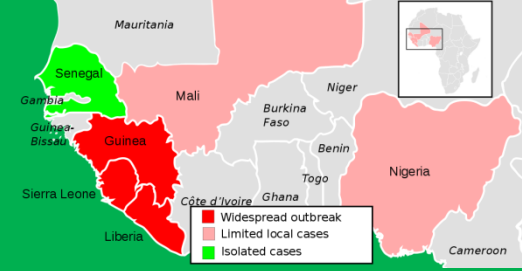 Mauritania
Senegal
Gambia
Guinea-
Bissau
Guinea
Sierra Leone
Liberia
Mali
Burkina
Faso
Niger
Benin
Togo
Ghana
Côte d'Ivoire
Nigeria
Cameroon
Widespread outbreak
Limited local cases
Isolated cases